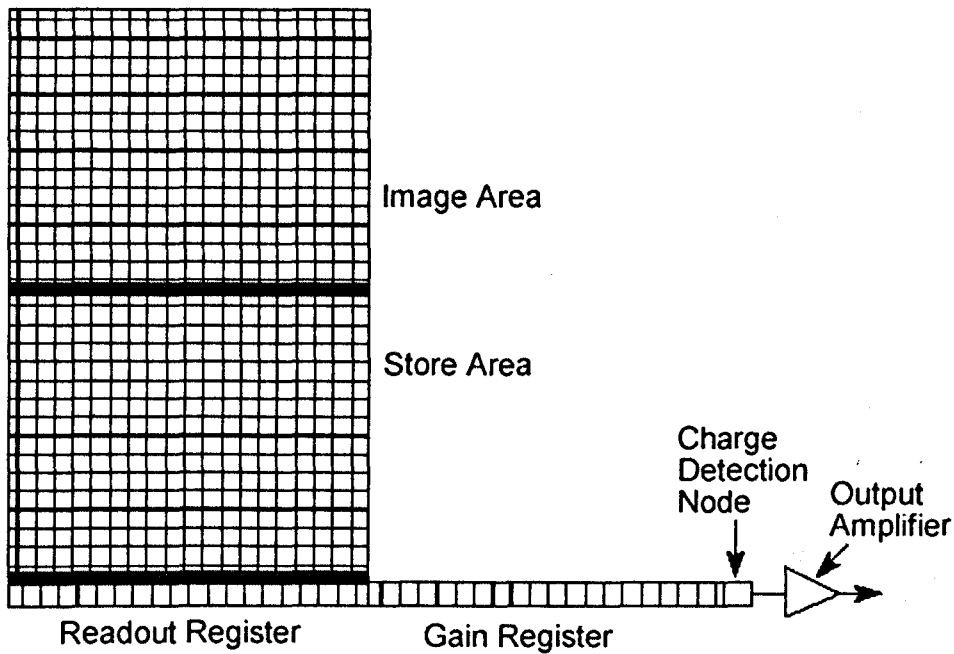 Image Area
Store Area
Charge
Detection
Node
Output
Amplifier
Readout Register
Gain Register